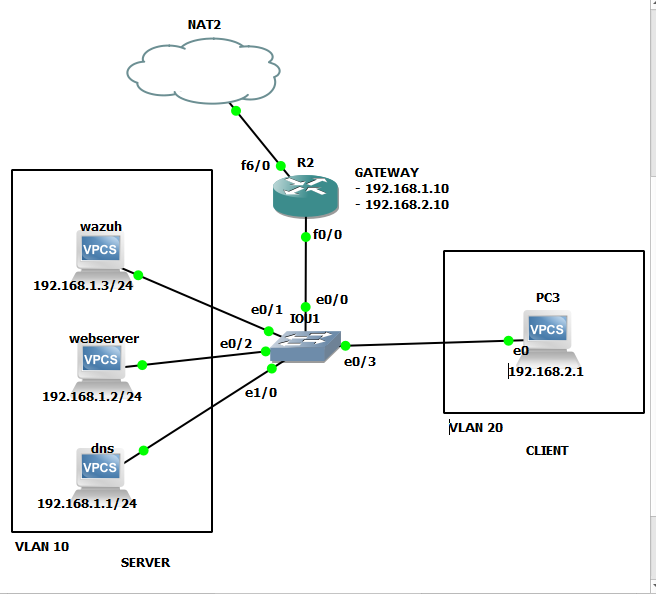 NAT2
f6/0
R2
GATEWAY
- 192.168.1.10
- 192.168.2.10
f0/0
wazuh
VPCS
192.168.1.3/24
e0/1
e0/0
IOU1
PC3
VPCS
webserver
VPCS
e0/2
e0/3
e0
192.168.2.1
192.168.1.2/24
e1/0
VLAN 20
CLIENT
dns
VPCS
192.168.1.1/24
VLAN 10
SERVER